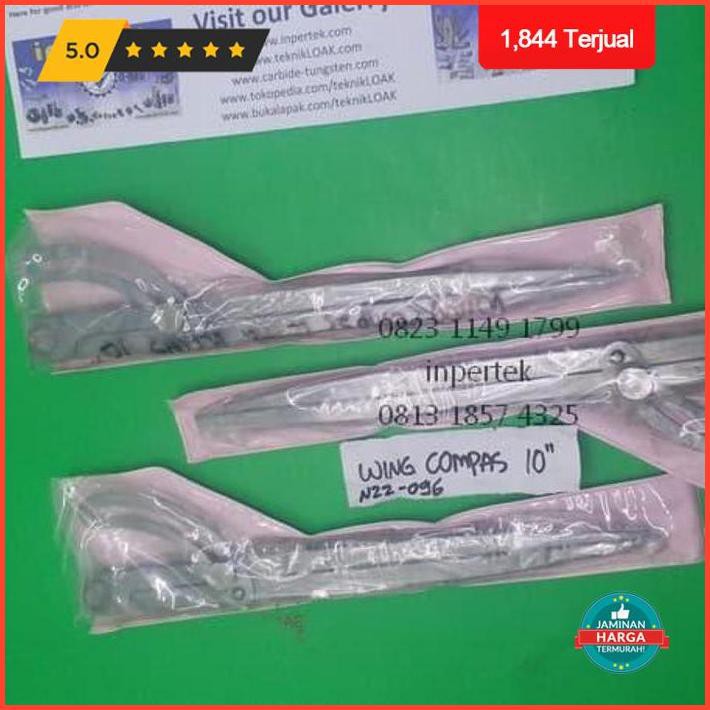 Visit our Gallery
5.0
1,844 Terjual
www.inpertek.com
www.teknikLOAK.com
www.carbide-tungsten.com
www.tokopedia.com/teknikLOAK
www.bukalapak.com/teknikLOAK
0823 1149 1799
inpertek
0813 1857 4325
WING COMPAS 10"
N22-096
JAMINAN
HARGA
TERMURAH!